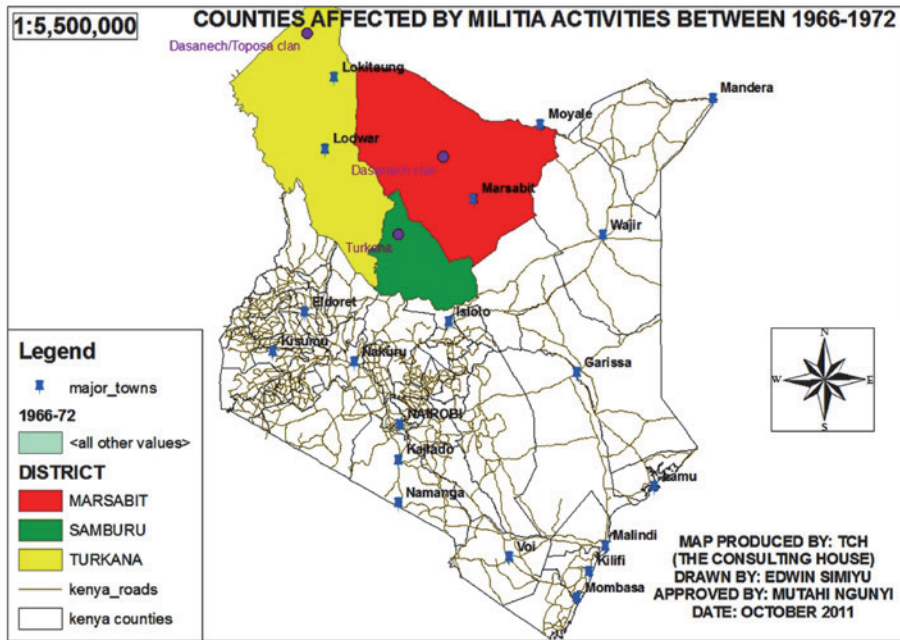 1:5,500,000
COUNTIES AFFECTED BY MILITIA ACTIVITIES BETWEEN 1966-1972
Dasanech/Toposa clan
Lokitaung
Mandera
Moyale
Lodwar
Dasanech clan
Marsabit
Wajir
Turkena
Eldoret
Isiolo
Kisumu
Nakuru
Garissa
NAIROBI
Kajiado
Lamu
Namanga
Malindi
Voi
Kilifi
Mombasa
N
W
E
S
Legend
major_towns
1966-72
<all other values>
DISTRICT
MARSABIT
SAMBURU
TURKANA
kenya_roads
kenya counties
MAP PRODUCED BY: TCH
(THE CONSULTING HOUSE)
DRAWN BY: EDWIN SIMIYU
APPROVED BY: MUTAHI NGUNYI
DATE: OCTOBER 2011